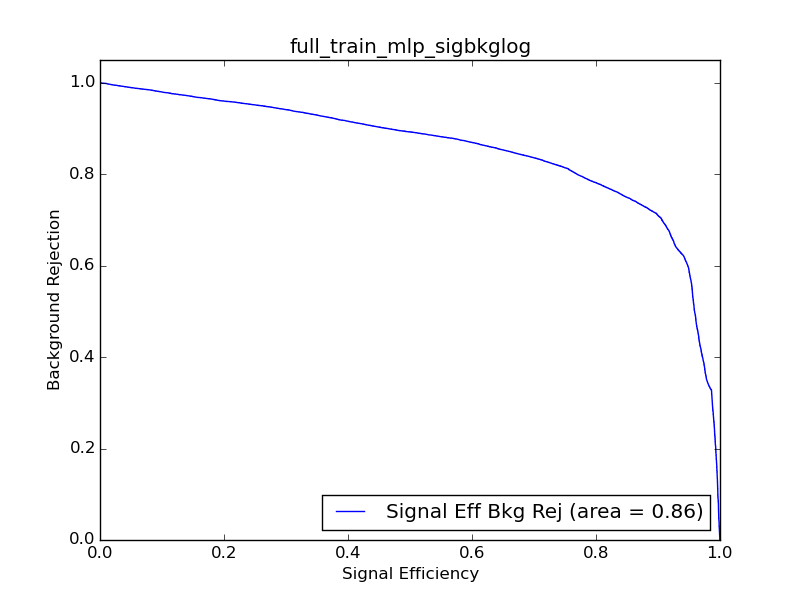 full_train_mlp_sigbkglog
1.0
0.8
0.6
0.4
0.2
0.0
Background Rejection
Signal Eff Bkg Rej (area = 0.86)
0.0 0.2 0.4 0.6 0.8 1.0
Signal Efficiency